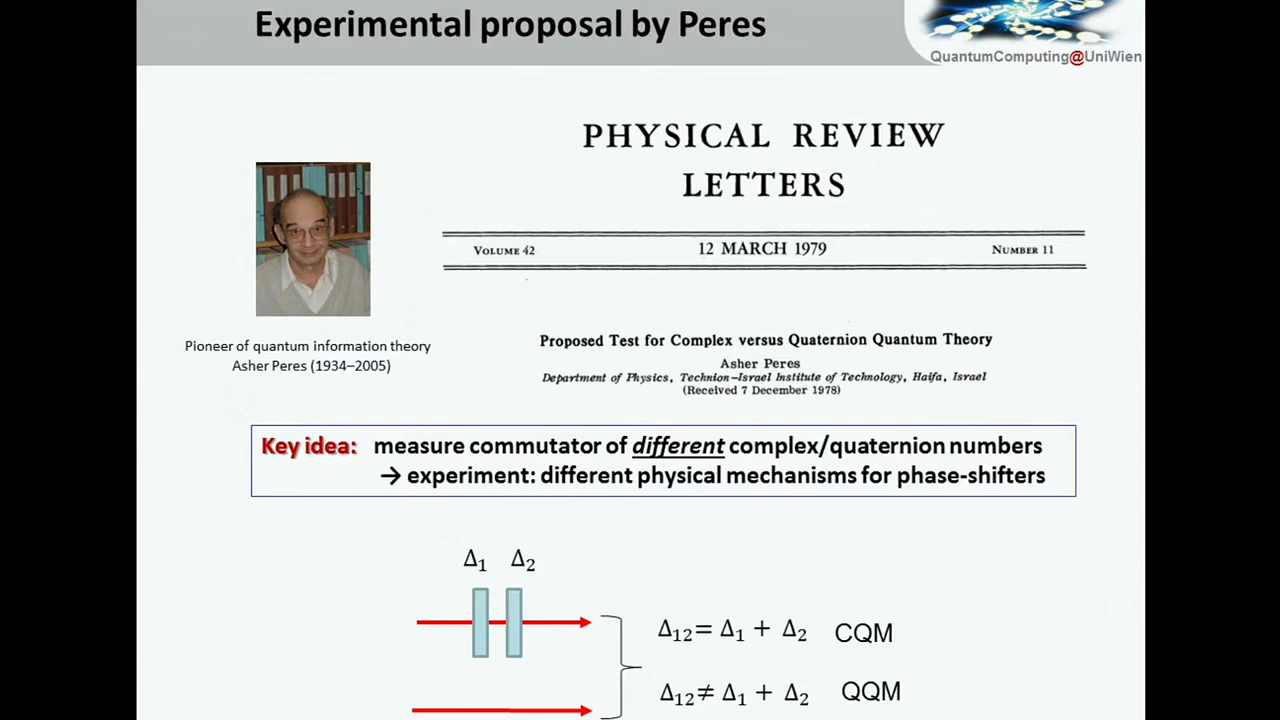 Experimental proposal by Peres
QuantumComputing@UniWien
PHYSICAL REVIEW
LETTERS
VOLUME 42
12 MARCH 1979
NUMBER 11
Pioneer of quantum information theory
Asher Peres (1934–2005)
Proposed Test for Complex versus Quaternion Quantum Theory
Asher Peres
Department of Physics, Technion–Israel Institute of Technology, Haifa, Israel
(Received 7 December 1978)
Key idea: measure commutator of different complex/quaternion numbers
→ experiment: different physical mechanisms for phase-shifters
Δ₁ Δ₂
Δ₁₂= Δ₁ + Δ₂ CQM
Δ₁₂≠ Δ₁ + Δ₂ QQM